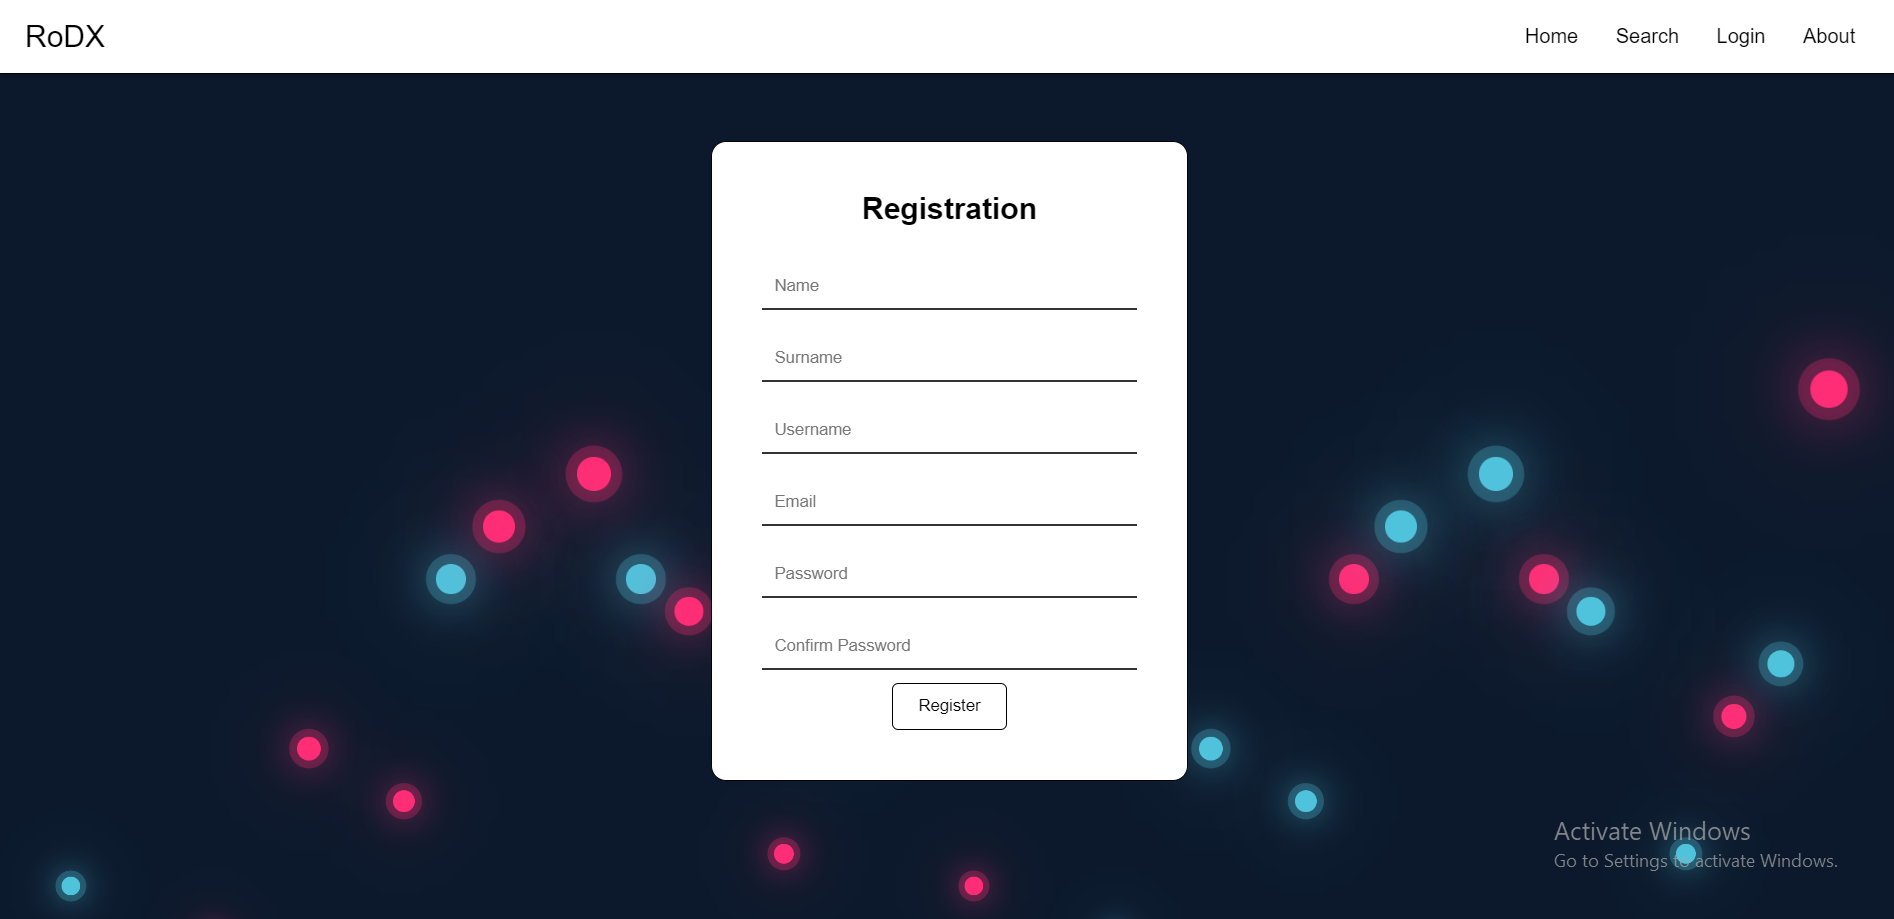 RoDX
Home Search Login About
Registration
Name
Surname
Username
Email
Password
Confirm Password
Register
Activate Windows
Go to Settings to activate Windows.